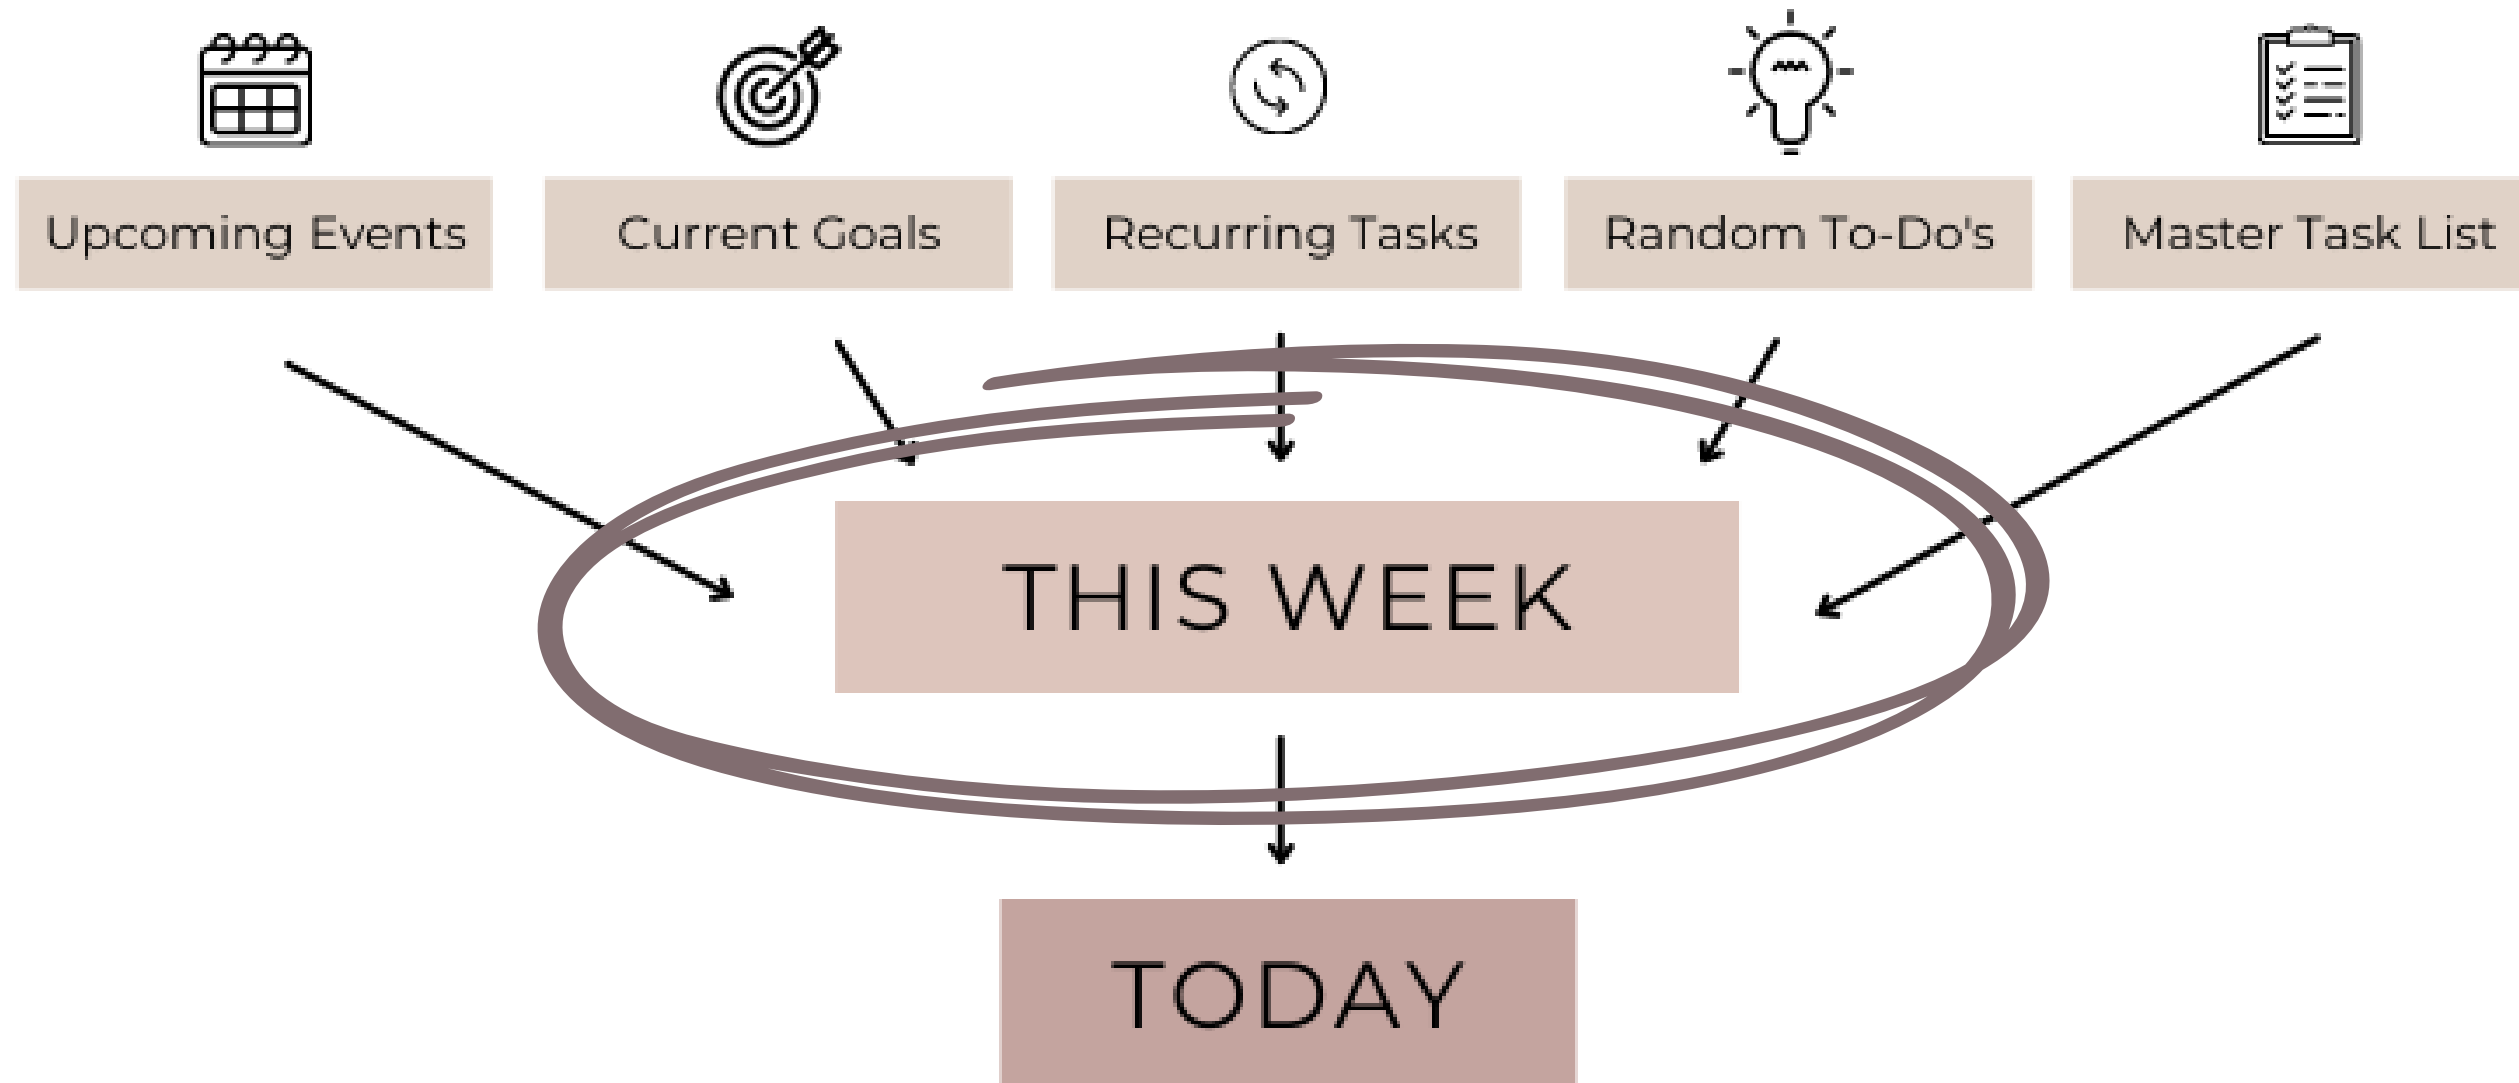 Upcoming Events
Current Goals
Recurring Tasks
Random To-Do's
Master Task List
THIS WEEK
TODAY